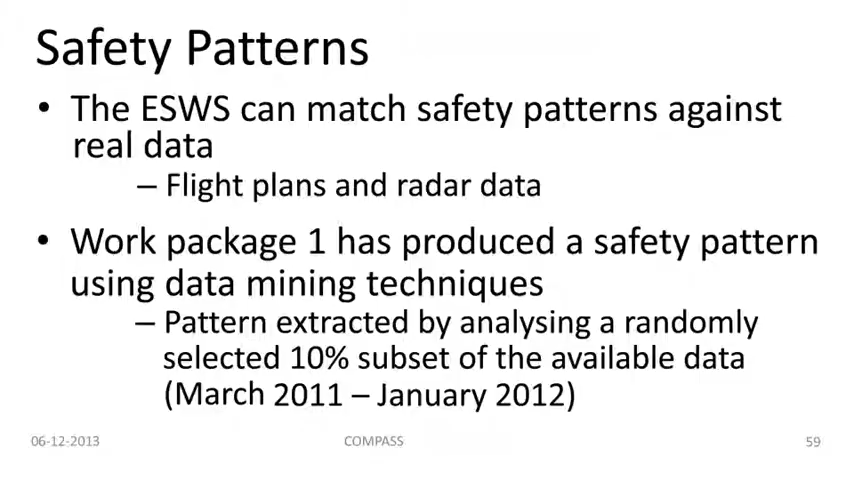 Safety Patterns
• The ESWS can match safety patterns against
real data
– Flight plans and radar data
• Work package 1 has produced a safety pattern
using data mining techniques
– Pattern extracted by analysing a randomly
selected 10% subset of the available data
(March 2011 – January 2012)
06-12-2013 COMPASS 59